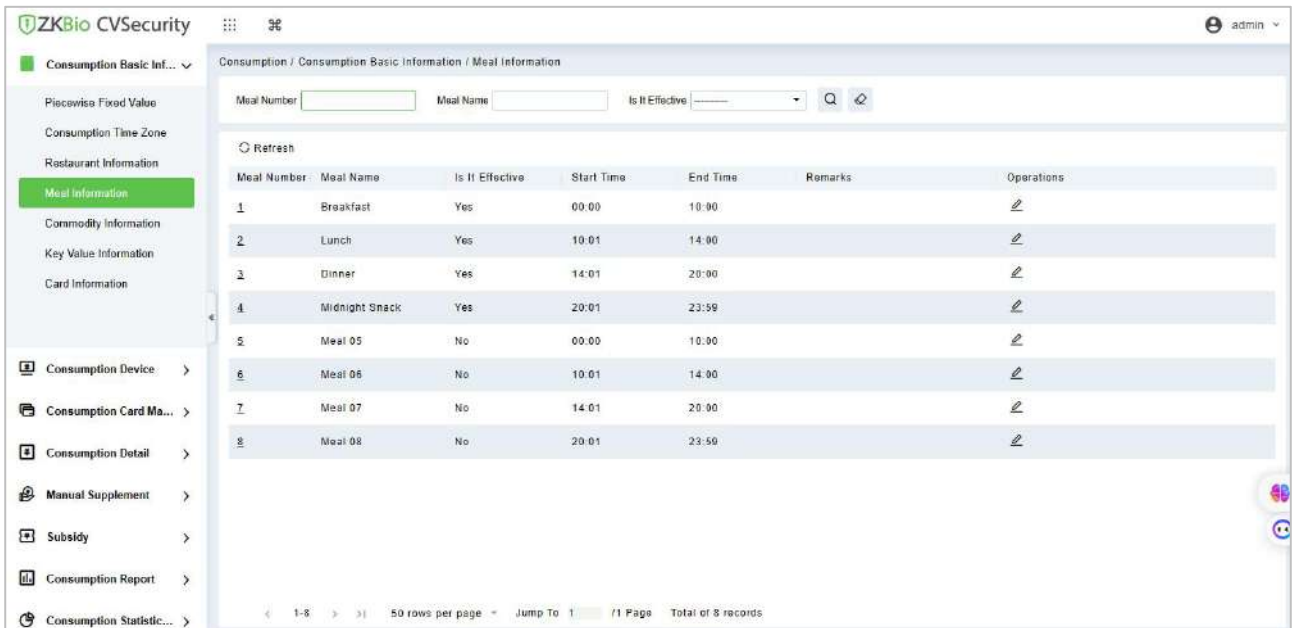 ZKBio CVSecurity
admin
Consumption Basic Inf...
Consumption / Consumption Basic Information / Meal Information
Piecewise Fixed Value
Consumption Time Zone
Restaurant Information
Meal Information
Commodity Information
Key Value Information
Card Information
Consumption Device
Consumption Card Ma...
Consumption Detail
Manual Supplement
Subsidy
Consumption Report
Consumption Statistic...
Meal Number Meal Name Is It Effective ----------
Refresh
Meal Number Meal Name Is It Effective Start Time End Time Remarks Operations
1 Breakfast Yes 00:00 10:00
2 Lunch Yes 10:01 14:00
3 Dinner Yes 14:01 20:00
4 Midnight Snack Yes 20:01 23:59
5 Meal 05 No 00:00 10:00
6 Meal 06 No 10:01 14:00
7 Meal 07 No 14:01 20:00
8 Meal 08 No 20:01 23:59
1-8 50 rows per page Jump To 1 /1 Page Total of 8 records